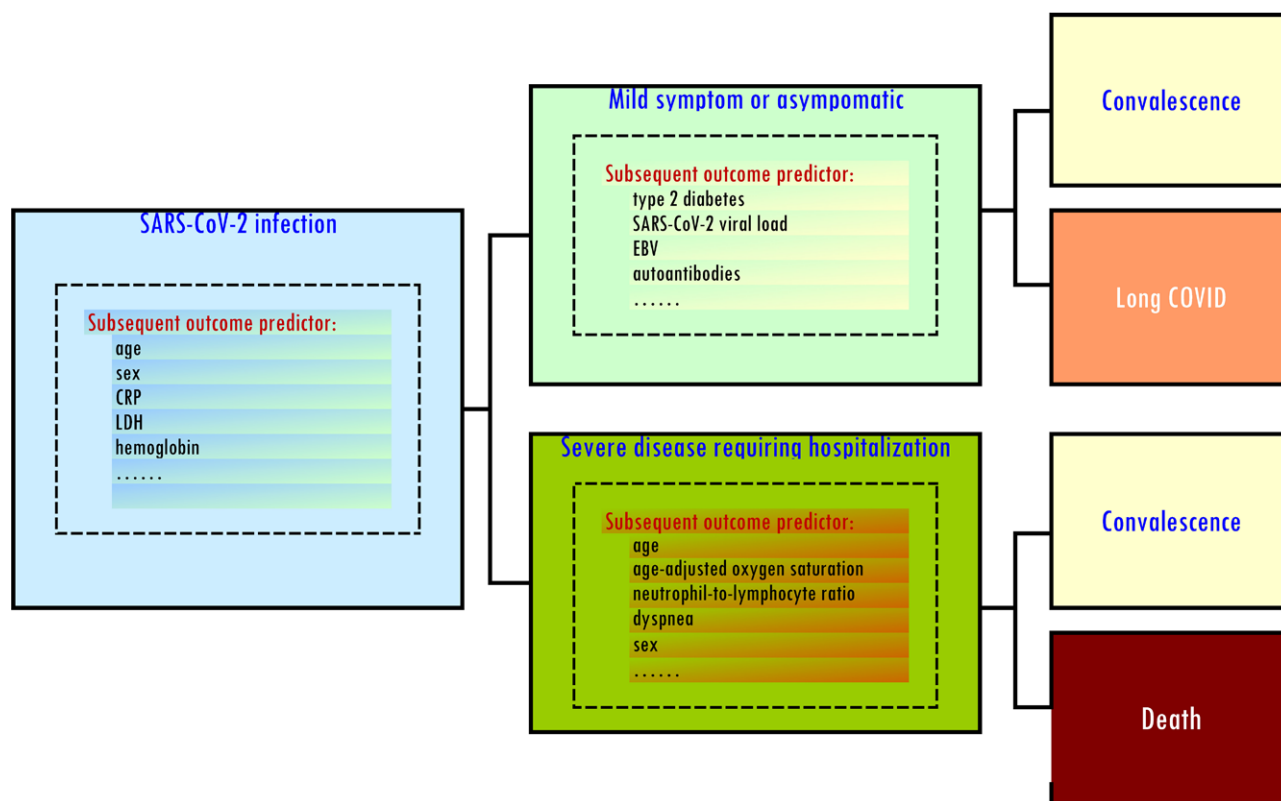 SARS-CoV-2 infection
Subsequent outcome predictor:
age
sex
CRP
LDH
hemoglobin
......
Mild symptom or asympomatic
Subsequent outcome predictor:
type 2 diabetes
SARS-CoV-2 viral load
EBV
autoantibodies
......
Severe disease requiring hospitalization
Subsequent outcome predictor:
age
age-adjusted oxygen saturation
neutrophil-to-lymphocyte ratio
dyspnea
sex
......
Convalescence
Long COVID
Convalescence
Death